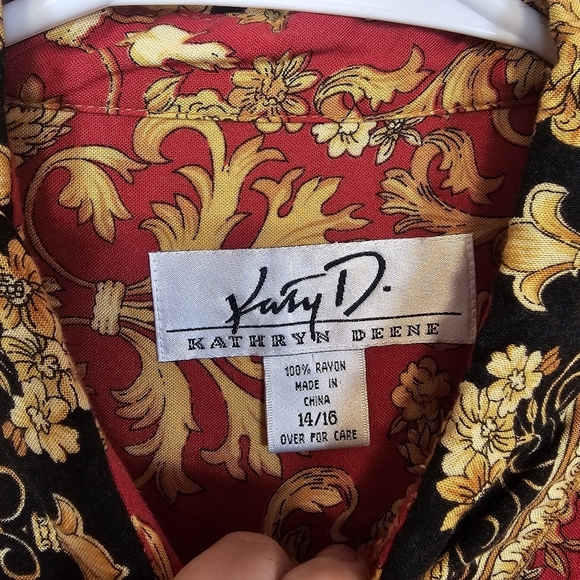 Katy D.
KATHRYN DEENE
100% RAYON
MADE IN
CHINA
14/16
OVER FOR CARE